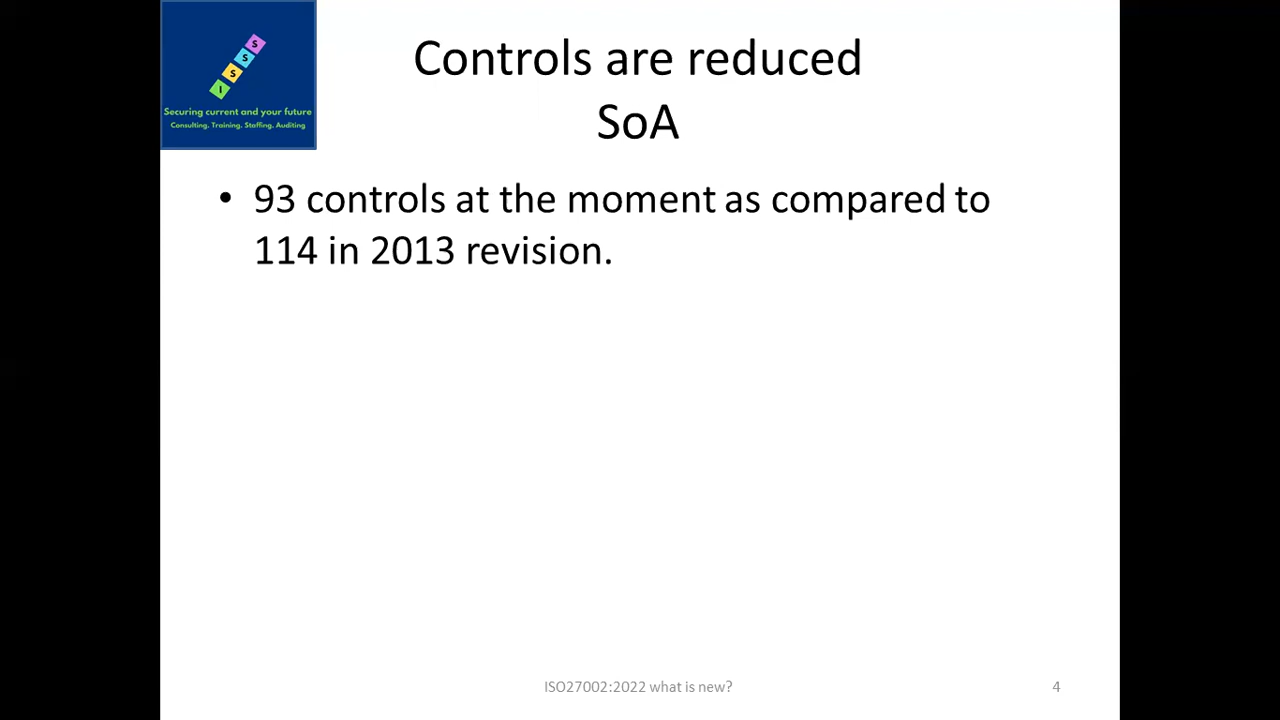 S
S
S
I
Securing current and your future
Consulting. Training. Staffing. Auditing
Controls are reduced
SoA
• 93 controls at the moment as compared to
114 in 2013 revision.
ISO27002:2022 what is new?
4